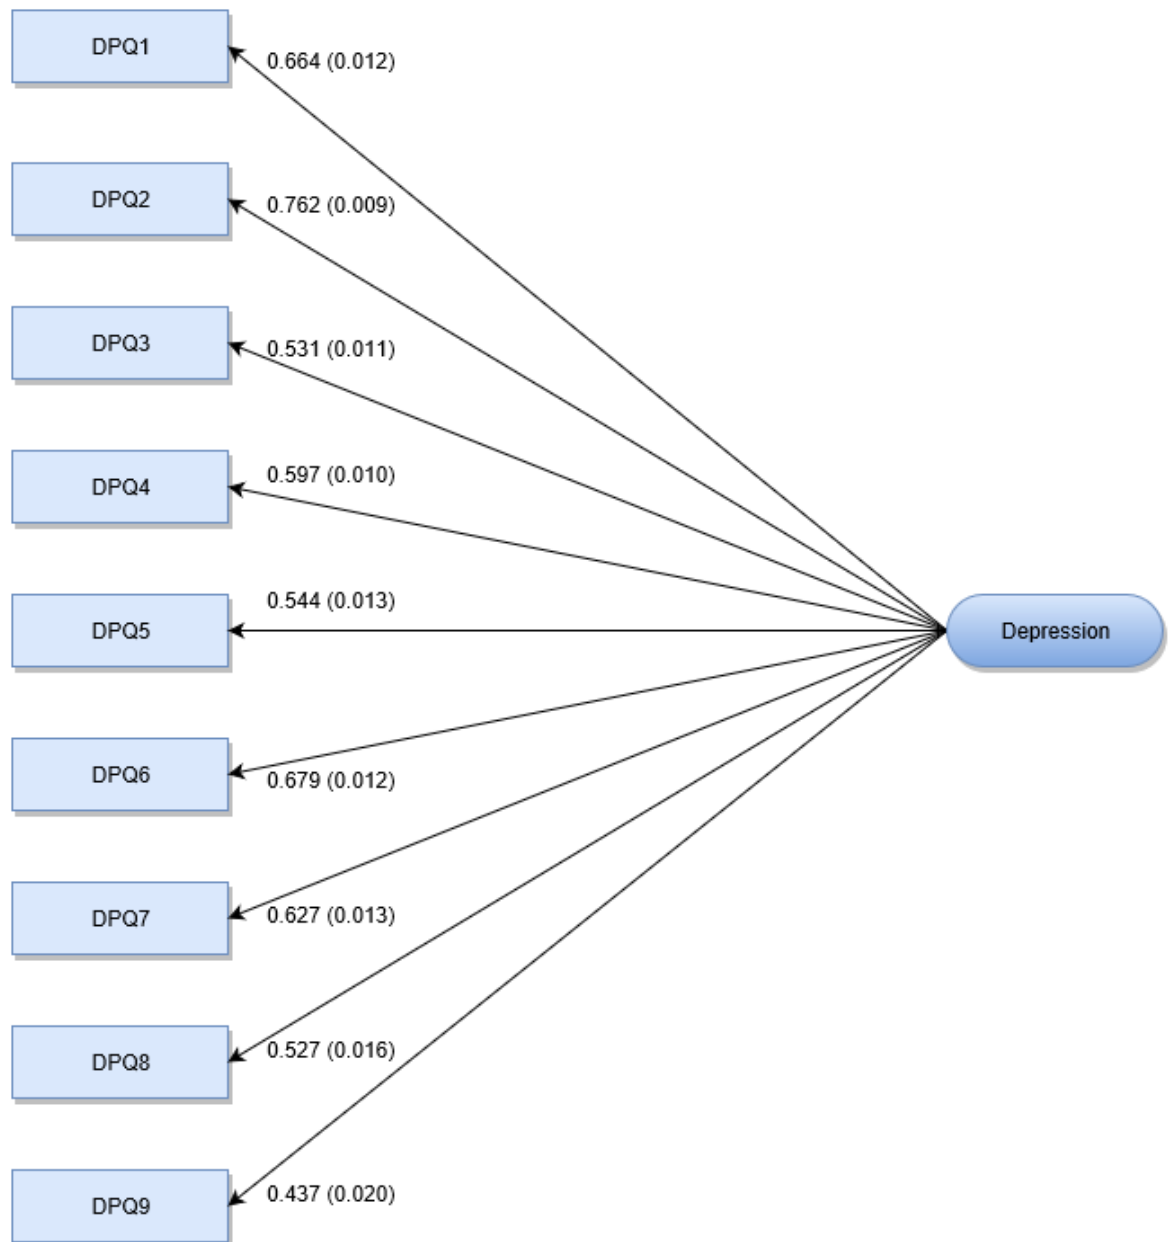 DPQ1
0.664 (0.012)
DPQ2
0.762 (0.009)
DPQ3
0.531 (0.011)
DPQ4
0.597 (0.010)
DPQ5
0.544 (0.013)
Depression
DPQ6
0.679 (0.012)
DPQ7
0.627 (0.013)
DPQ8
0.527 (0.016)
DPQ9
0.437 (0.020)